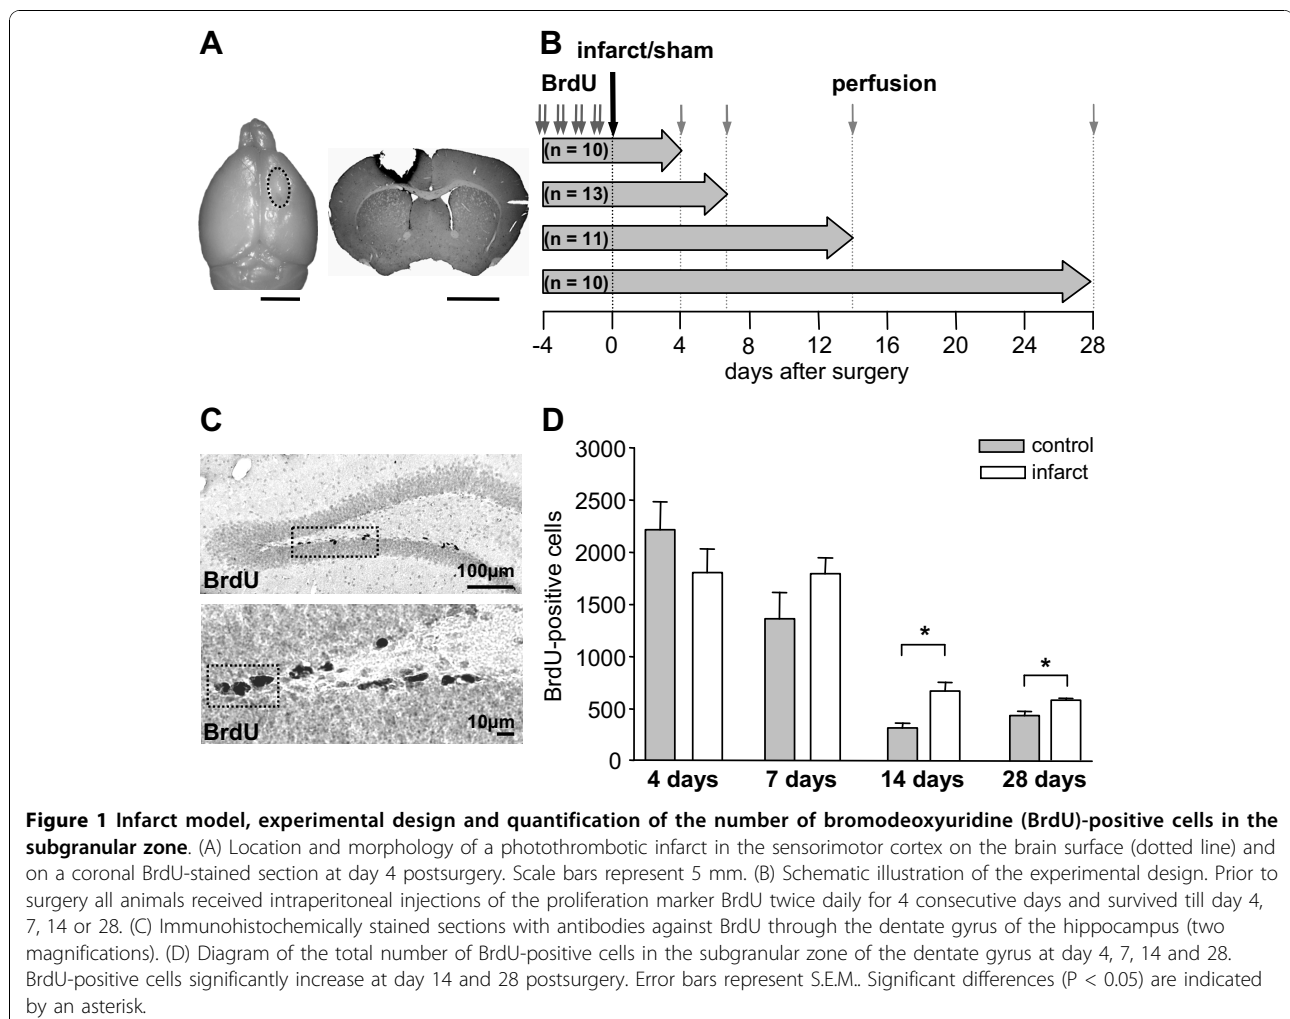 A
B
infarct/sham
BrdU
perfusion
(n = 10)
(n = 13)
(n = 11)
(n = 10)
-4 0 4 8 12 16 20 24 28
days after surgery
C
BrdU
100µm
BrdU
10µm
D
control
infarct
BrdU-positive cells
3000
2500
2000
1500
1000
500
0
*
*
4 days 7 days 14 days 28 days
Figure 1 Infarct model, experimental design and quantification of the number of bromodeoxyuridine (BrdU)-positive cells in the
subgranular zone. (A) Location and morphology of a photothrombotic infarct in the sensorimotor cortex on the brain surface (dotted line) and
on a coronal BrdU-stained section at day 4 postsurgery. Scale bars represent 5 mm. (B) Schematic illustration of the experimental design. Prior to
surgery all animals received intraperitoneal injections of the proliferation marker BrdU twice daily for 4 consecutive days and survived till day 4,
7, 14 or 28. (C) Immunohistochemically stained sections with antibodies against BrdU through the dentate gyrus of the hippocampus (two
magnifications). (D) Diagram of the total number of BrdU-positive cells in the subgranular zone of the dentate gyrus at day 4, 7, 14 and 28.
BrdU-positive cells significantly increase at day 14 and 28 postsurgery. Error bars represent S.E.M.. Significant differences (P < 0.05) are indicated
by an asterisk.